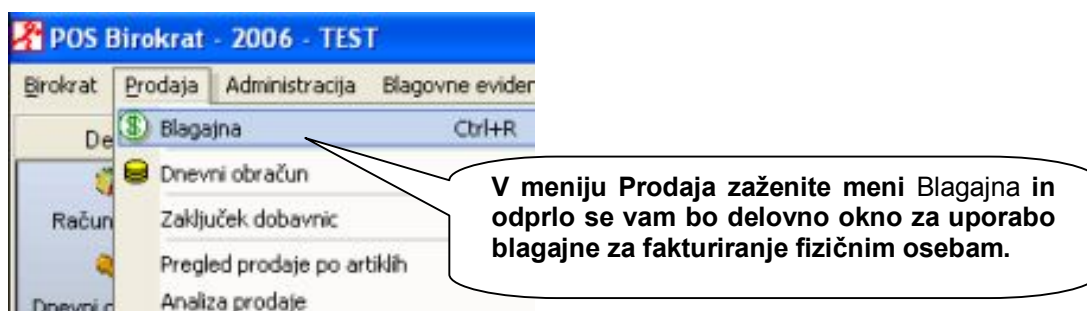 POS Birokrat - 2006 - TEST
Birokrat Prodaja Administracija Blagovne eviden
De
Blagajna Ctrl+R
Dnevni obračun
Račun
Zaključek dobavnic
Pregled prodaje po artiklih
Dnevni o
Analiza prodaje
V meniju Prodaja zaženite meni Blagajna in
odprlo se vam bo delovno okno za uporabo
blagajne za fakturiranje fizičnim osebam.